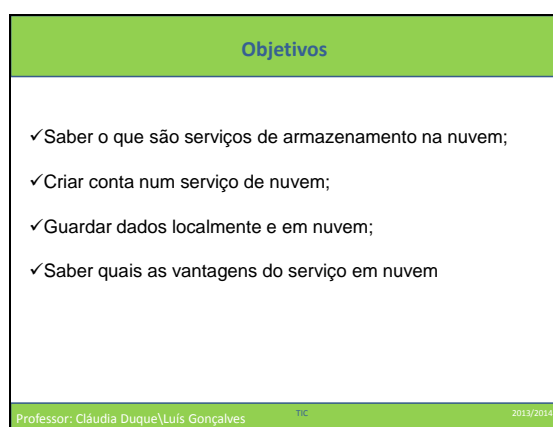 Objetivos
✓Saber o que são serviços de armazenamento na nuvem;
✓Criar conta num serviço de nuvem;
✓Guardar dados localmente e em nuvem;
✓Saber quais as vantagens do serviço em nuvem
Professor: Cláudia Duque\Luís Gonçalves TIC 2013/2014